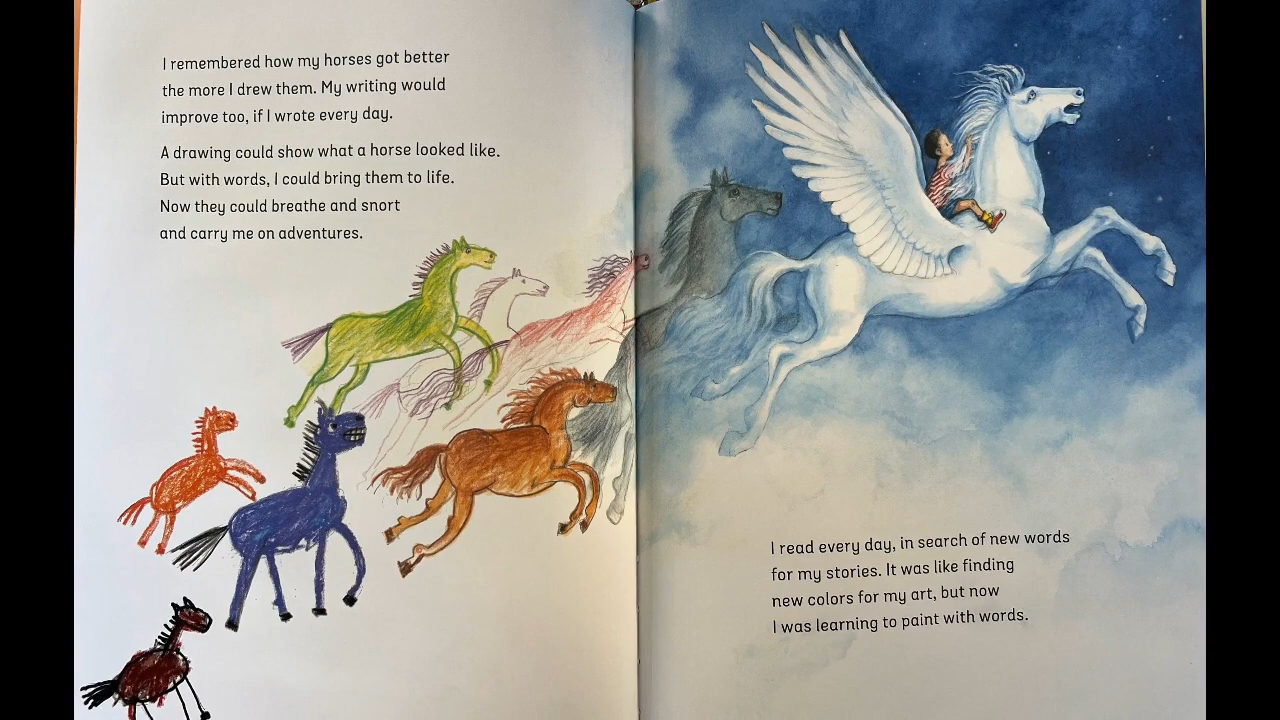 I remembered how my horses got better
the more I drew them. My writing would
improve too, if I wrote every day.
A drawing could show what a horse looked like.
But with words, I could bring them to life.
Now they could breathe and snort
and carry me on adventures.
I read every day, in search of new words
for my stories. It was like finding
new colors for my art, but now
I was learning to paint with words.